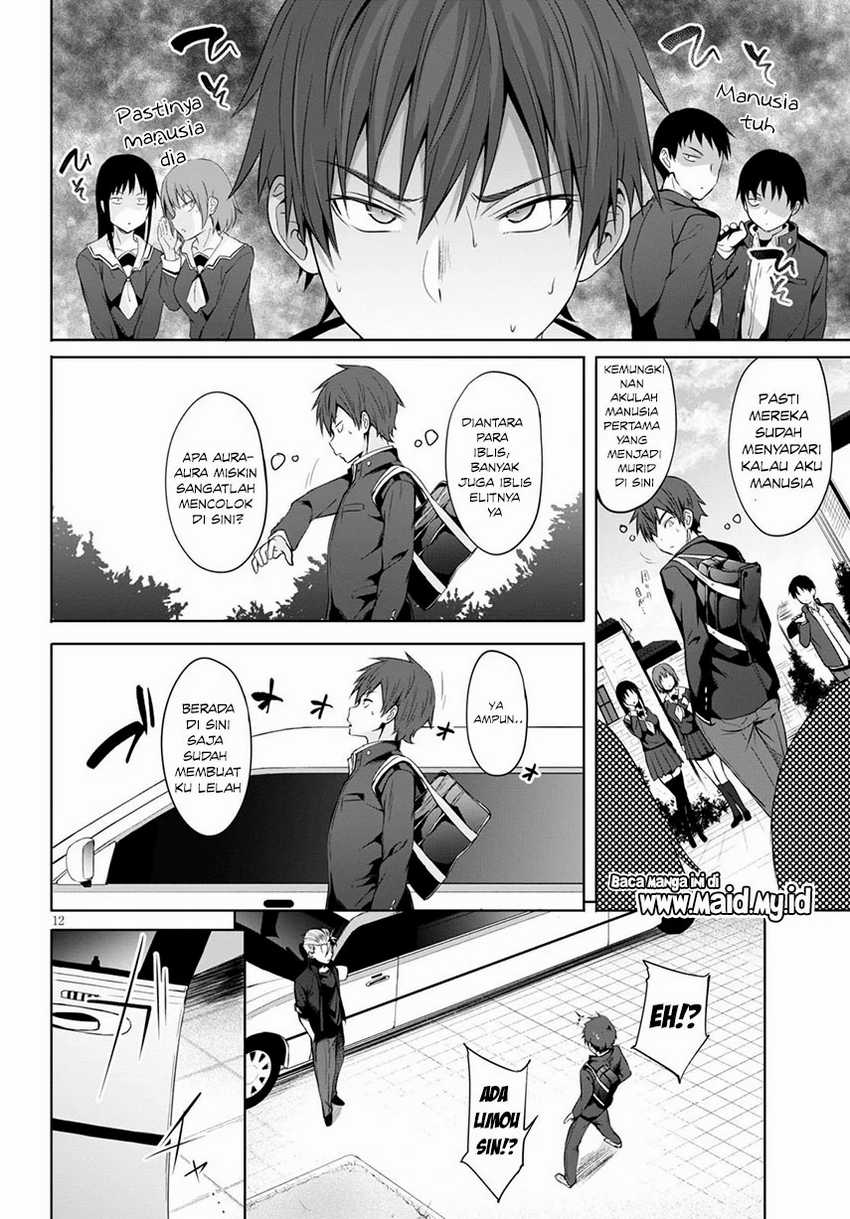 Manusia
tuh
Pastinya
manusia
dia
PASTI
MEREKA
SUDAH
MENYADARI
KALAU AKU
MANUSIA
KEMUNGKI
NAN
AKULAH
MANUSIA
PERTAMA
YANG
MENJADI
MURID DI
SINI
DIANTARA
PARA
IBLIS,
BANYAK
JUGA IBLIS
ELITNYA
YA
APA AURA-
AURA MISKIN
SANGATLAH
MENCOLOK
DI SINI?
YA
AMPUN..
BERADA
DI SINI
SAJA
SUDAH
MEMBUAT
KU LELAH
Baca Manga ini di
www.Maid.My.id
12
EH!?
ADA
LIMOU
SIN!?